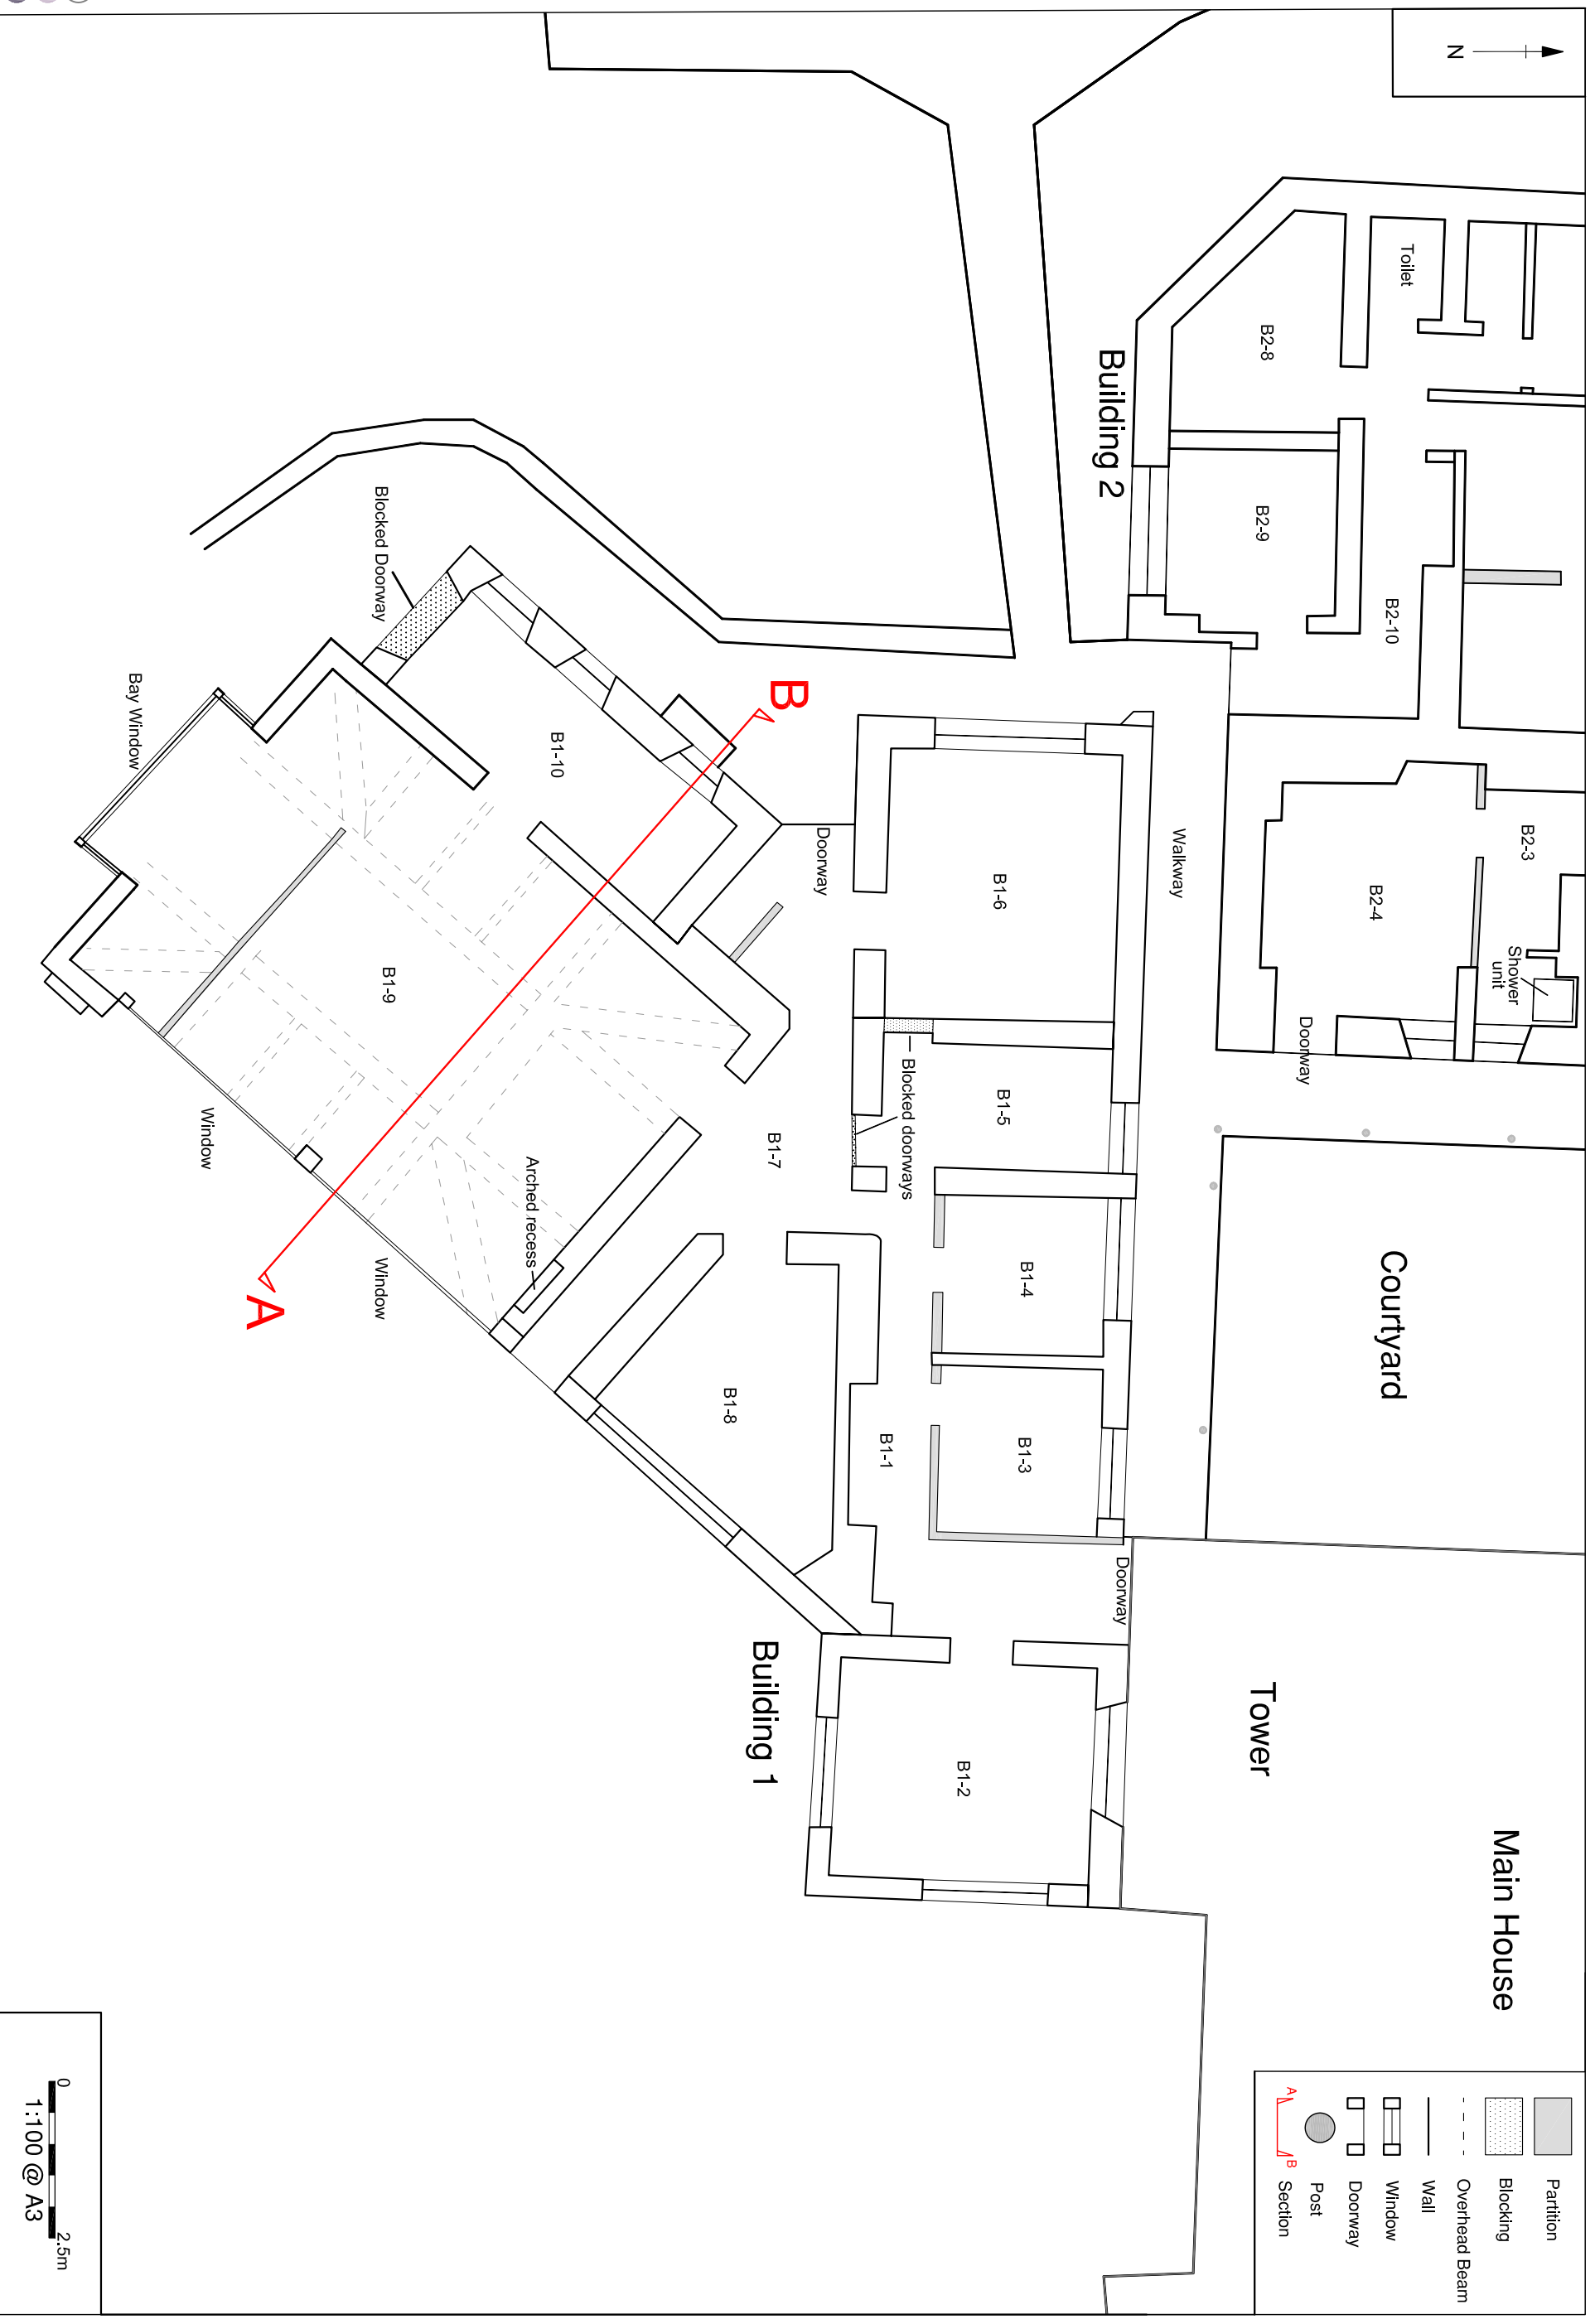 N
Main House
Tower
Courtyard
Building 2
Building 1
Toilet
B2-8
B2-9
B2-10
B2-3
B2-4
Shower
unit
Doorway
Walkway
Doorway
B1-6
B1-5
B1-4
B1-3
Doorway
B1-2
Blocked doorways
B1-1
B1-7
B1-8
B1-10
B1-9
Blocked Doorway
Bay Window
Window
Window
Arched recess
B
A
Partition
Blocking
Overhead Beam
Wall
Window
Doorway
Post
A B
Section
0 2.5m
1:100 @ A3